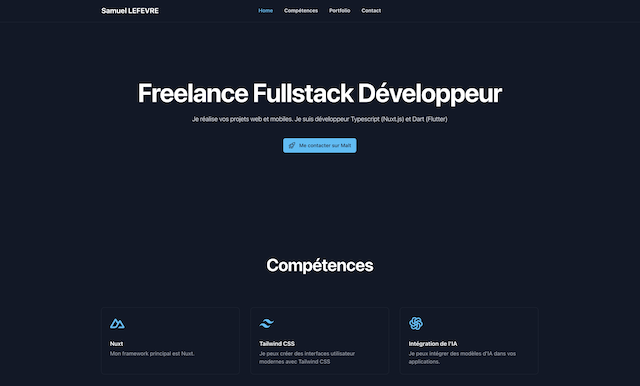 Samuel LEFEVRE
Home Compétences Portfolio Contact
Freelance Fullstack Développeur
Je réalise vos projets web et mobiles. Je suis développeur Typescript (Nuxt.js) et Dart (Flutter)
Me contacter sur Malt
Compétences
Nuxt
Mon framework principal est Nuxt.
Tailwind CSS
Je peux créer des interfaces utilisateur
modernes avec Tailwind CSS
Intégration de l'IA
Je peux intégrer des modèles d'IA dans vos
applications.